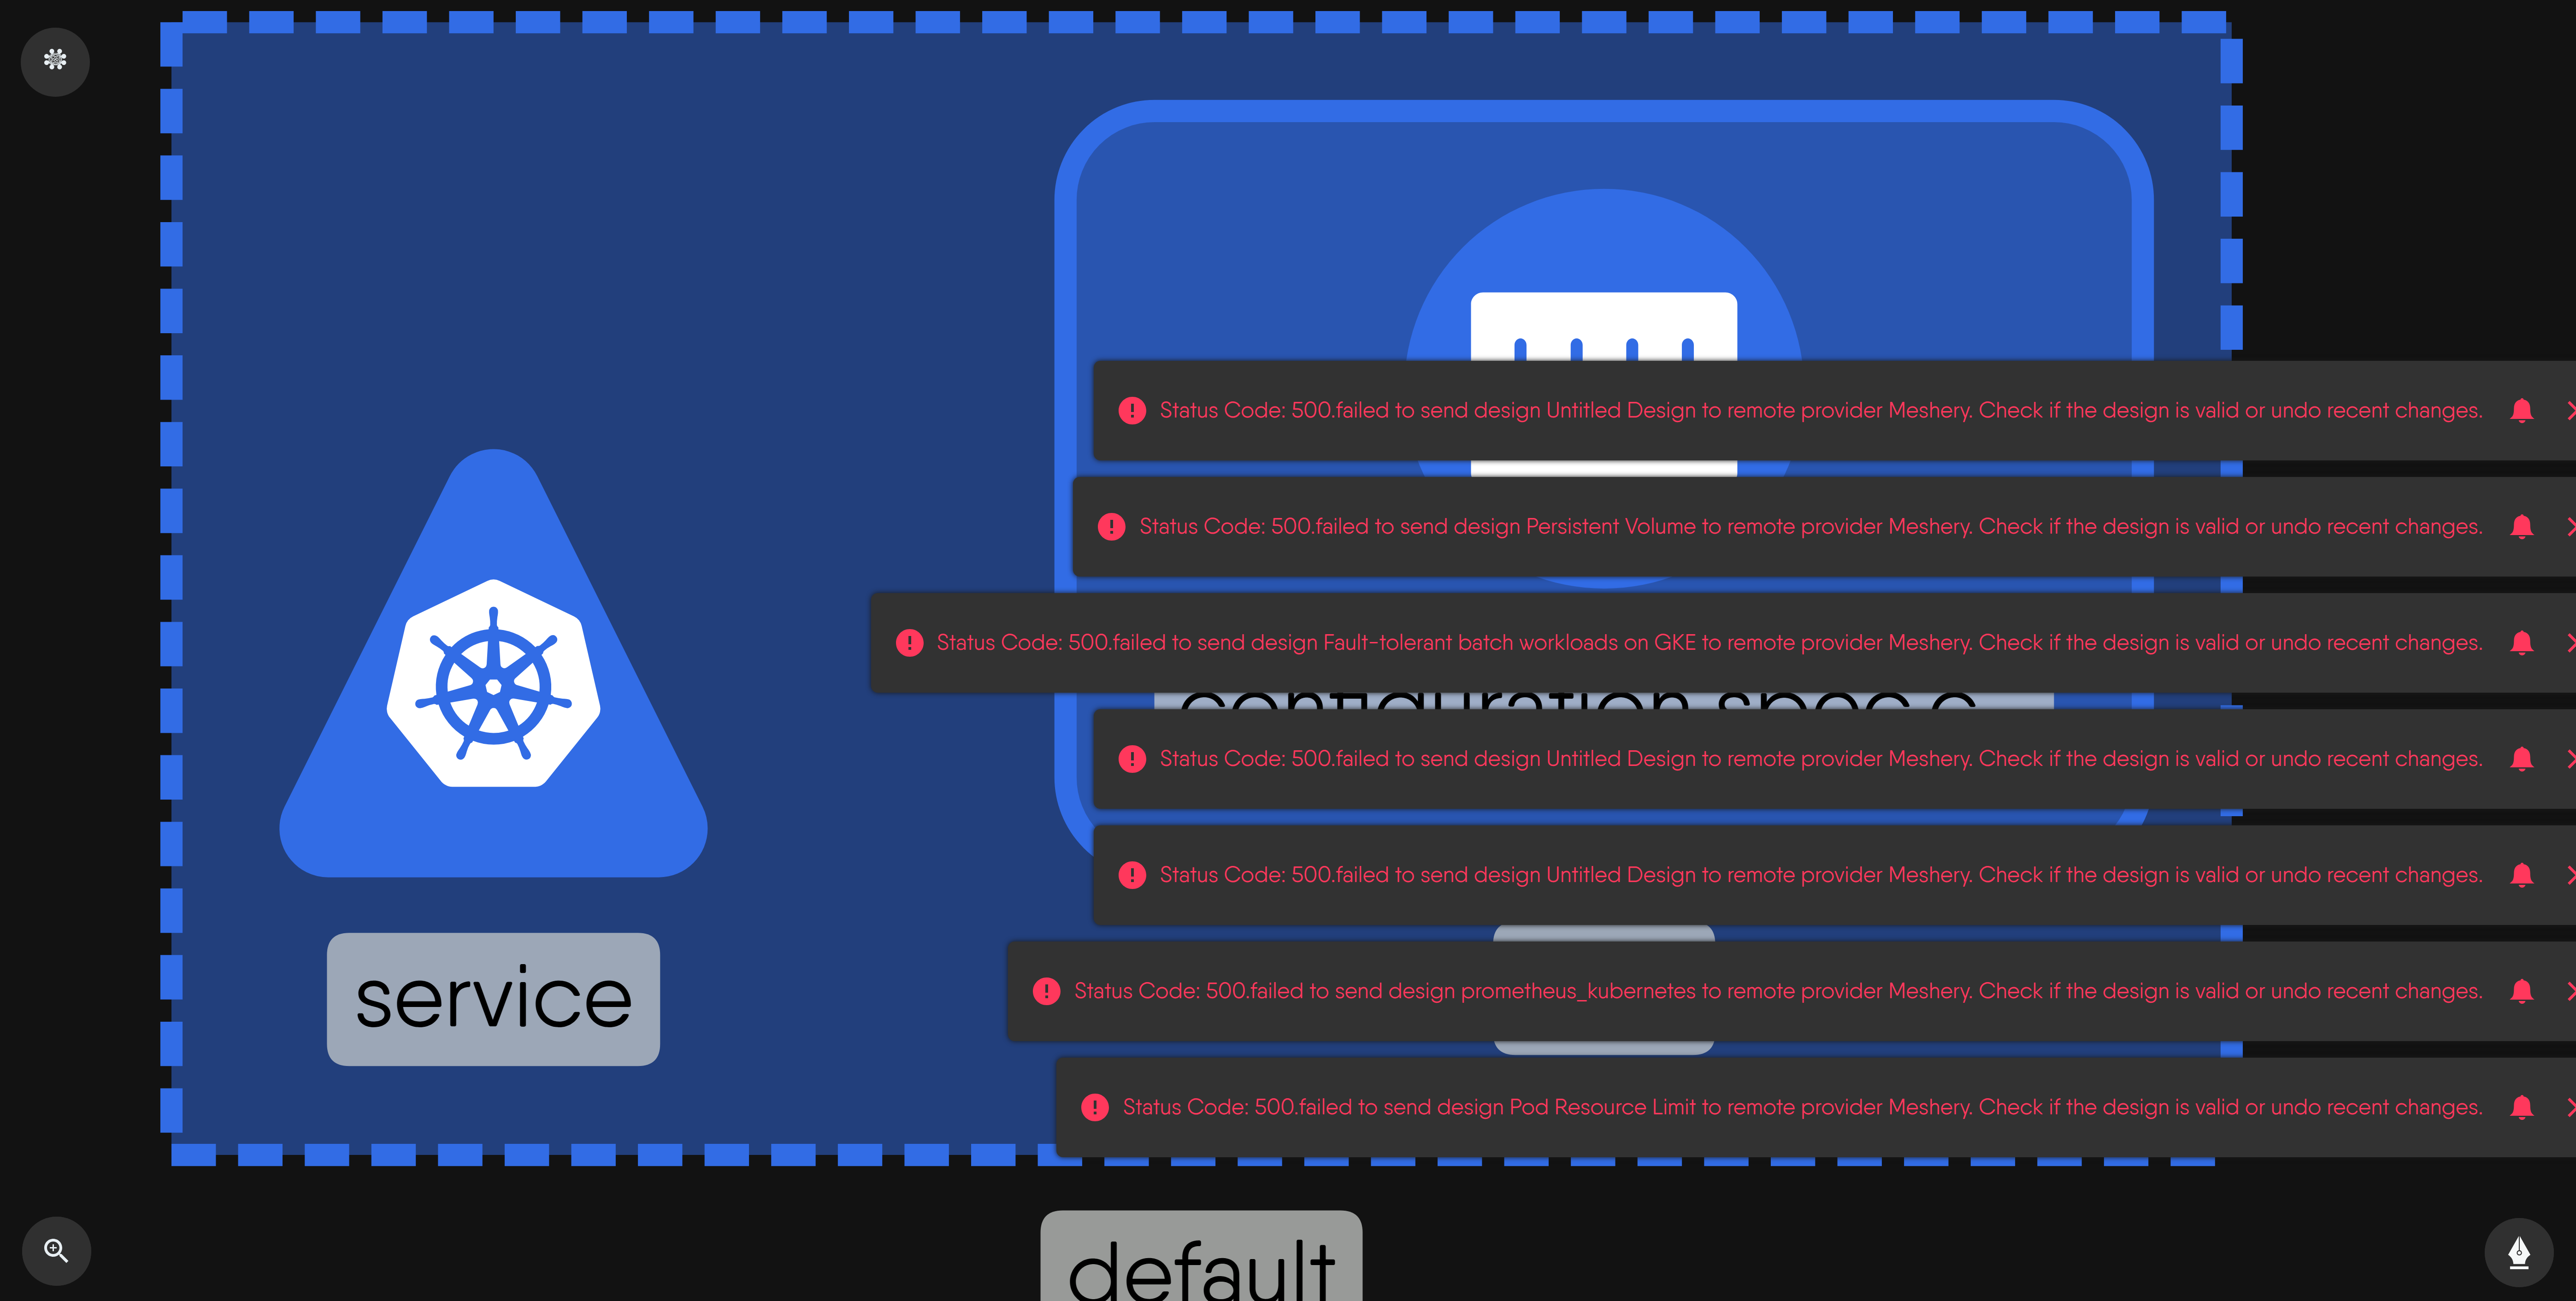 Status Code: 500.failed to send design Untitled Design to remote provider Meshery. Check if the design is valid or undo recent changes.
Status Code: 500.failed to send design Persistent Volume to remote provider Meshery. Check if the design is valid or undo recent changes.
Status Code: 500.failed to send design Fault-tolerant batch workloads on GKE to remote provider Meshery. Check if the design is valid or undo recent changes.
configuration spec c
Status Code: 500.failed to send design Untitled Design to remote provider Meshery. Check if the design is valid or undo recent changes.
Status Code: 500.failed to send design Untitled Design to remote provider Meshery. Check if the design is valid or undo recent changes.
service
Status Code: 500.failed to send design prometheus_kubernetes to remote provider Meshery. Check if the design is valid or undo recent changes.
Status Code: 500.failed to send design Pod Resource Limit to remote provider Meshery. Check if the design is valid or undo recent changes.
default